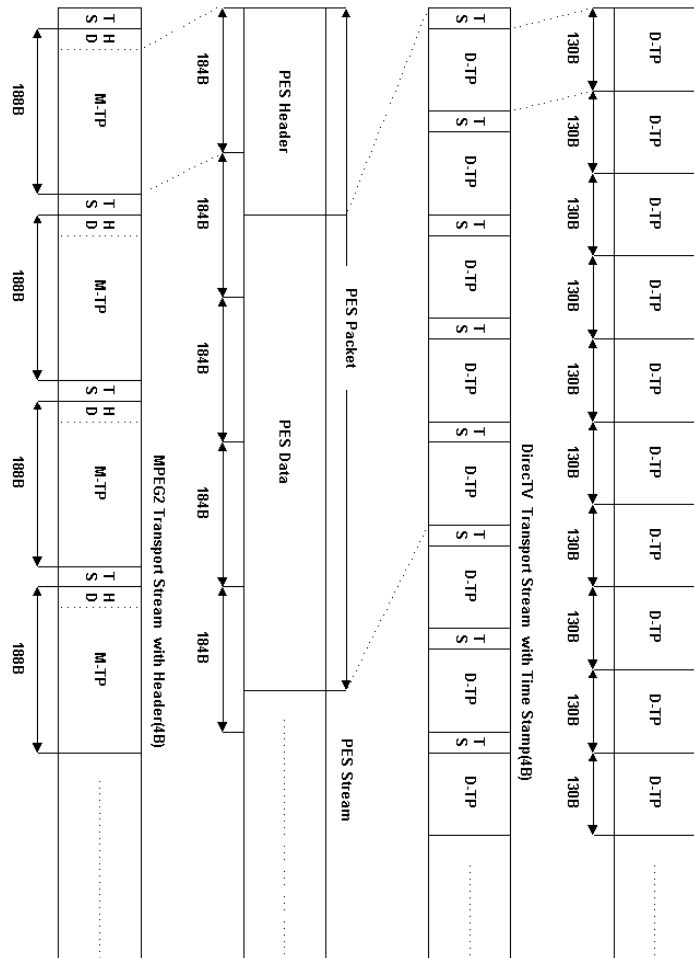 D-TP D-TP D-TP D-TP D-TP D-TP D-TP D-TP D-TP D-TP
130B 130B 130B 130B 130B 130B 130B 130B 130B 130B
DirecTV Transport Stream with Time Stamp(4B)
T T T T T T T T
D-TP D-TP D-TP D-TP D-TP D-TP D-TP D-TP
S S S S S S S S
PES Packet PES Stream
PES Header PES Data
184B 184B 184B 184B 184B
MPEG2 Transport Stream with Header(4B)
T H T H T H T H
M-TP M-TP M-TP M-TP
S D S D S D S D
188B 188B 188B 188B